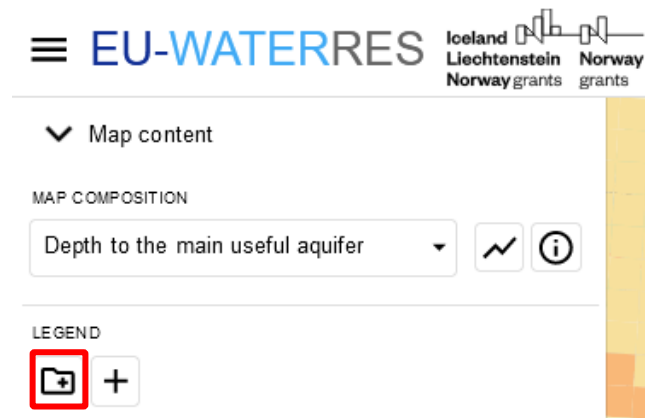 EU-WATERRES
Iceland
Liechtenstein
Norway grants
Norway
grants
Map content
MAP COMPOSITION
Depth to the main useful aquifer
LEGEND